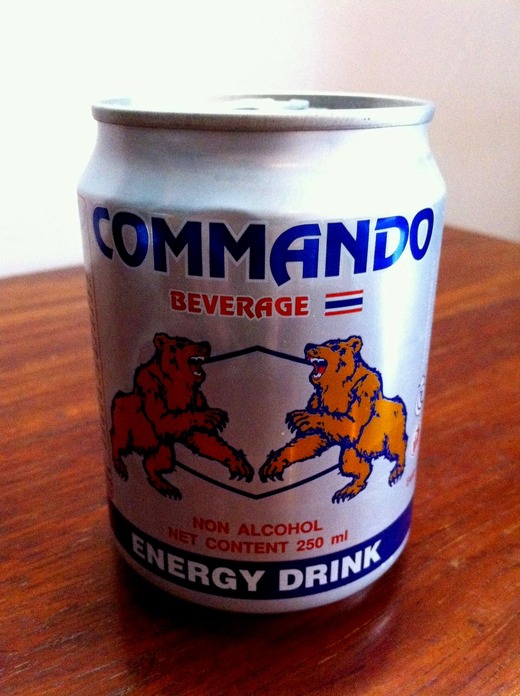 COMMANDO
BEVERAGE
NON ALCOHOL
NET CONTENT 250 ml
ENERGY DRINK